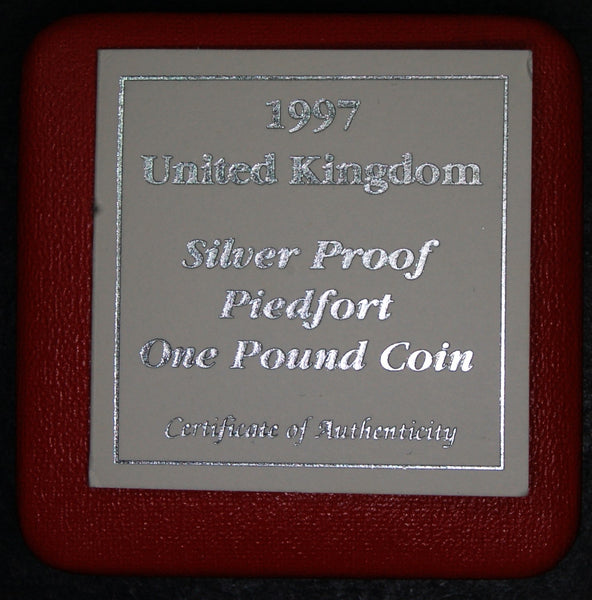 1997
United Kingdom
Silver Proof
Piedfort
One Pound Coin
Certificate of Authenticity